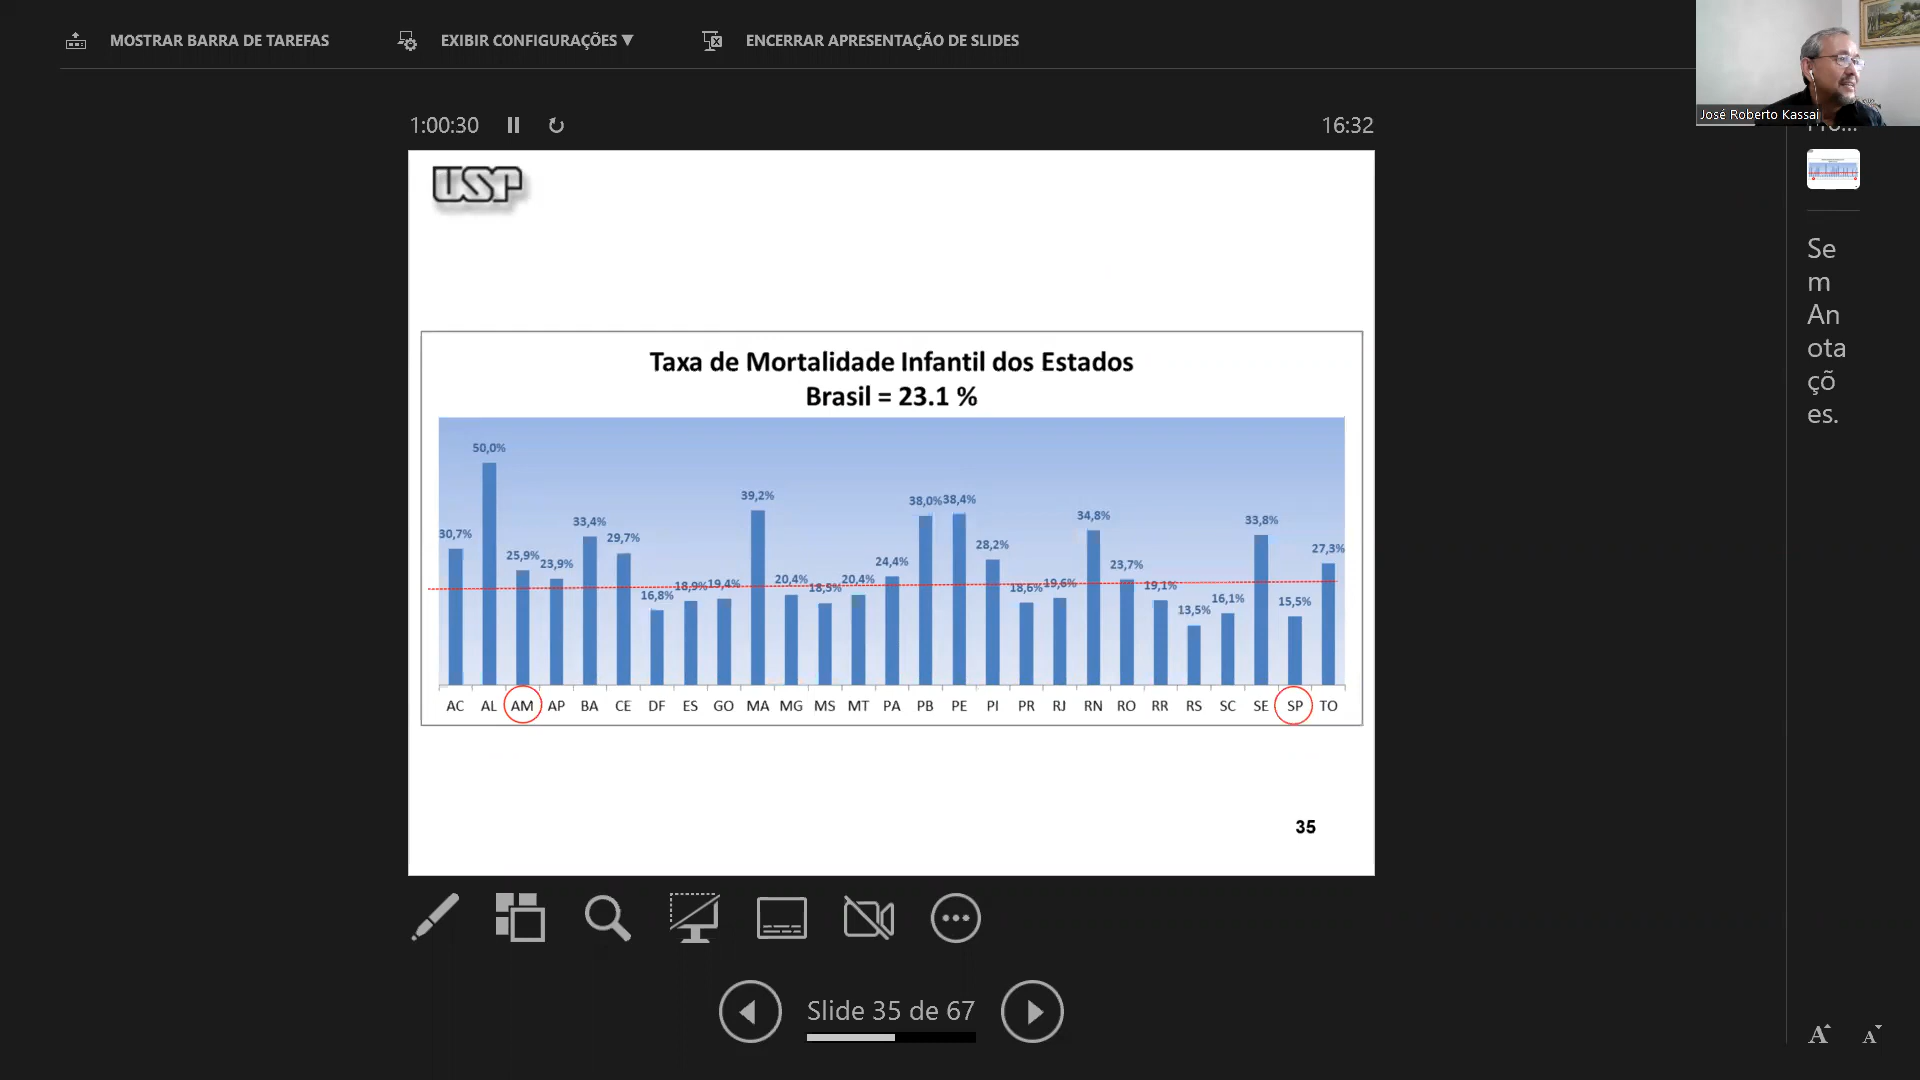 MOSTRAR BARRA DE TAREFAS
EXIBIR CONFIGURAÇÕES ▼
ENCERRAR APRESENTAÇÃO DE SLIDES
José Roberto Kassai
1:00:30
16:32
USP
Taxa de Mortalidade Infantil dos Estados
Brasil = 23.1 %
30,7% 50,0% 25,9% 23,9% 33,4% 29,7% 16,8% 18,9% 19,4% 39,2% 20,4% 18,5% 20,4% 24,4% 38,0% 38,4% 28,2% 18,6% 19,6% 34,8% 23,7% 19,1% 13,5% 16,1% 33,8% 15,5% 27,3%
AC AL AM AP BA CE DF ES GO MA MG MS MT PA PB PE PI PR RJ RN RO RR RS SC SE SP TO
35
Slide 35 de 67
Se
m
An
ota
çõ
es.
A A